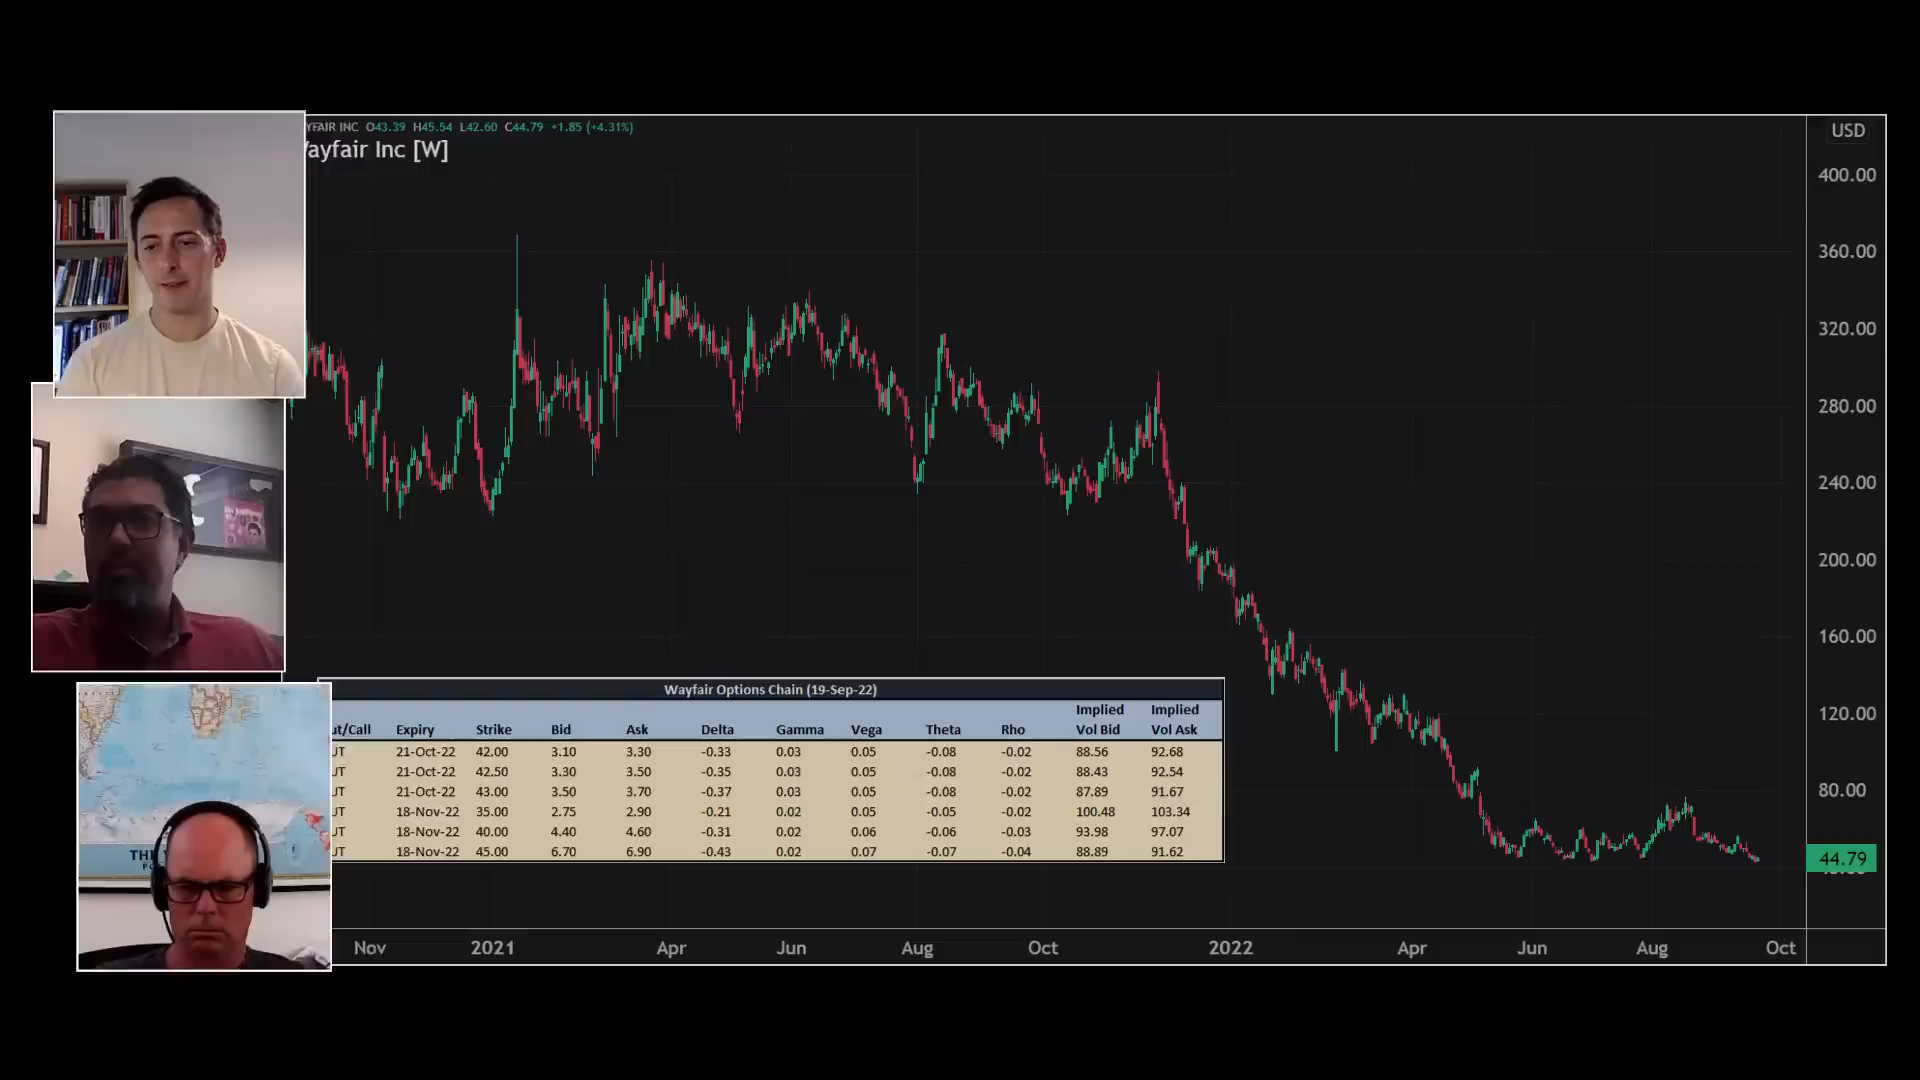 YFAIR INC O43.39 H45.54 L42.60 C44.79 +1.85 (+4.31%)
ayfair Inc [W]
USD
400.00
360.00
320.00
280.00
240.00
200.00
160.00
120.00
80.00
44.79
Wayfair Options Chain (19-Sep-22)
ut/Call Expiry Strike Bid Ask Delta Gamma Vega Theta Rho Implied Vol Bid Implied Vol Ask
UT 21-Oct-22 42.00 3.10 3.30 -0.33 0.03 0.05 -0.08 -0.02 88.56 92.68
UT 21-Oct-22 42.50 3.30 3.50 -0.35 0.03 0.05 -0.08 -0.02 88.43 92.54
UT 21-Oct-22 43.00 3.50 3.70 -0.37 0.03 0.05 -0.08 -0.02 87.89 91.67
UT 18-Nov-22 35.00 2.75 2.90 -0.21 0.02 0.05 -0.05 -0.02 100.48 103.34
UT 18-Nov-22 40.00 4.40 4.60 -0.31 0.02 0.06 -0.06 -0.03 93.98 97.07
UT 18-Nov-22 45.00 6.70 6.90 -0.43 0.02 0.07 -0.07 -0.04 88.89 91.62
Nov 2021 Apr Jun Aug Oct 2022 Apr Jun Aug Oct